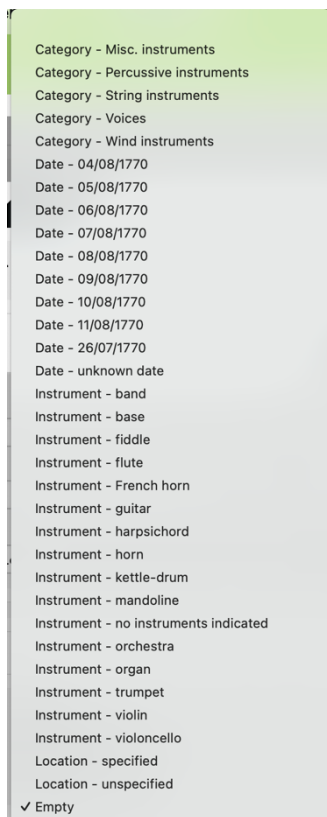 Category - Misc. instruments
Category - Percussive instruments
Category - String instruments
Category - Voices
Category - Wind instruments
Date - 04/08/1770
Date - 05/08/1770
Date - 06/08/1770
Date - 07/08/1770
Date - 08/08/1770
Date - 09/08/1770
Date - 10/08/1770
Date - 11/08/1770
Date - 26/07/1770
Date - unknown date
Instrument - band
Instrument - base
Instrument - fiddle
Instrument - flute
Instrument - French horn
Instrument - guitar
Instrument - harpsichord
Instrument - horn
Instrument - kettle-drum
Instrument - mandoline
Instrument - no instruments indicated
Instrument - orchestra
Instrument - organ
Instrument - trumpet
Instrument - violin
Instrument - violoncello
Location - specified
Location - unspecified
✓ Empty